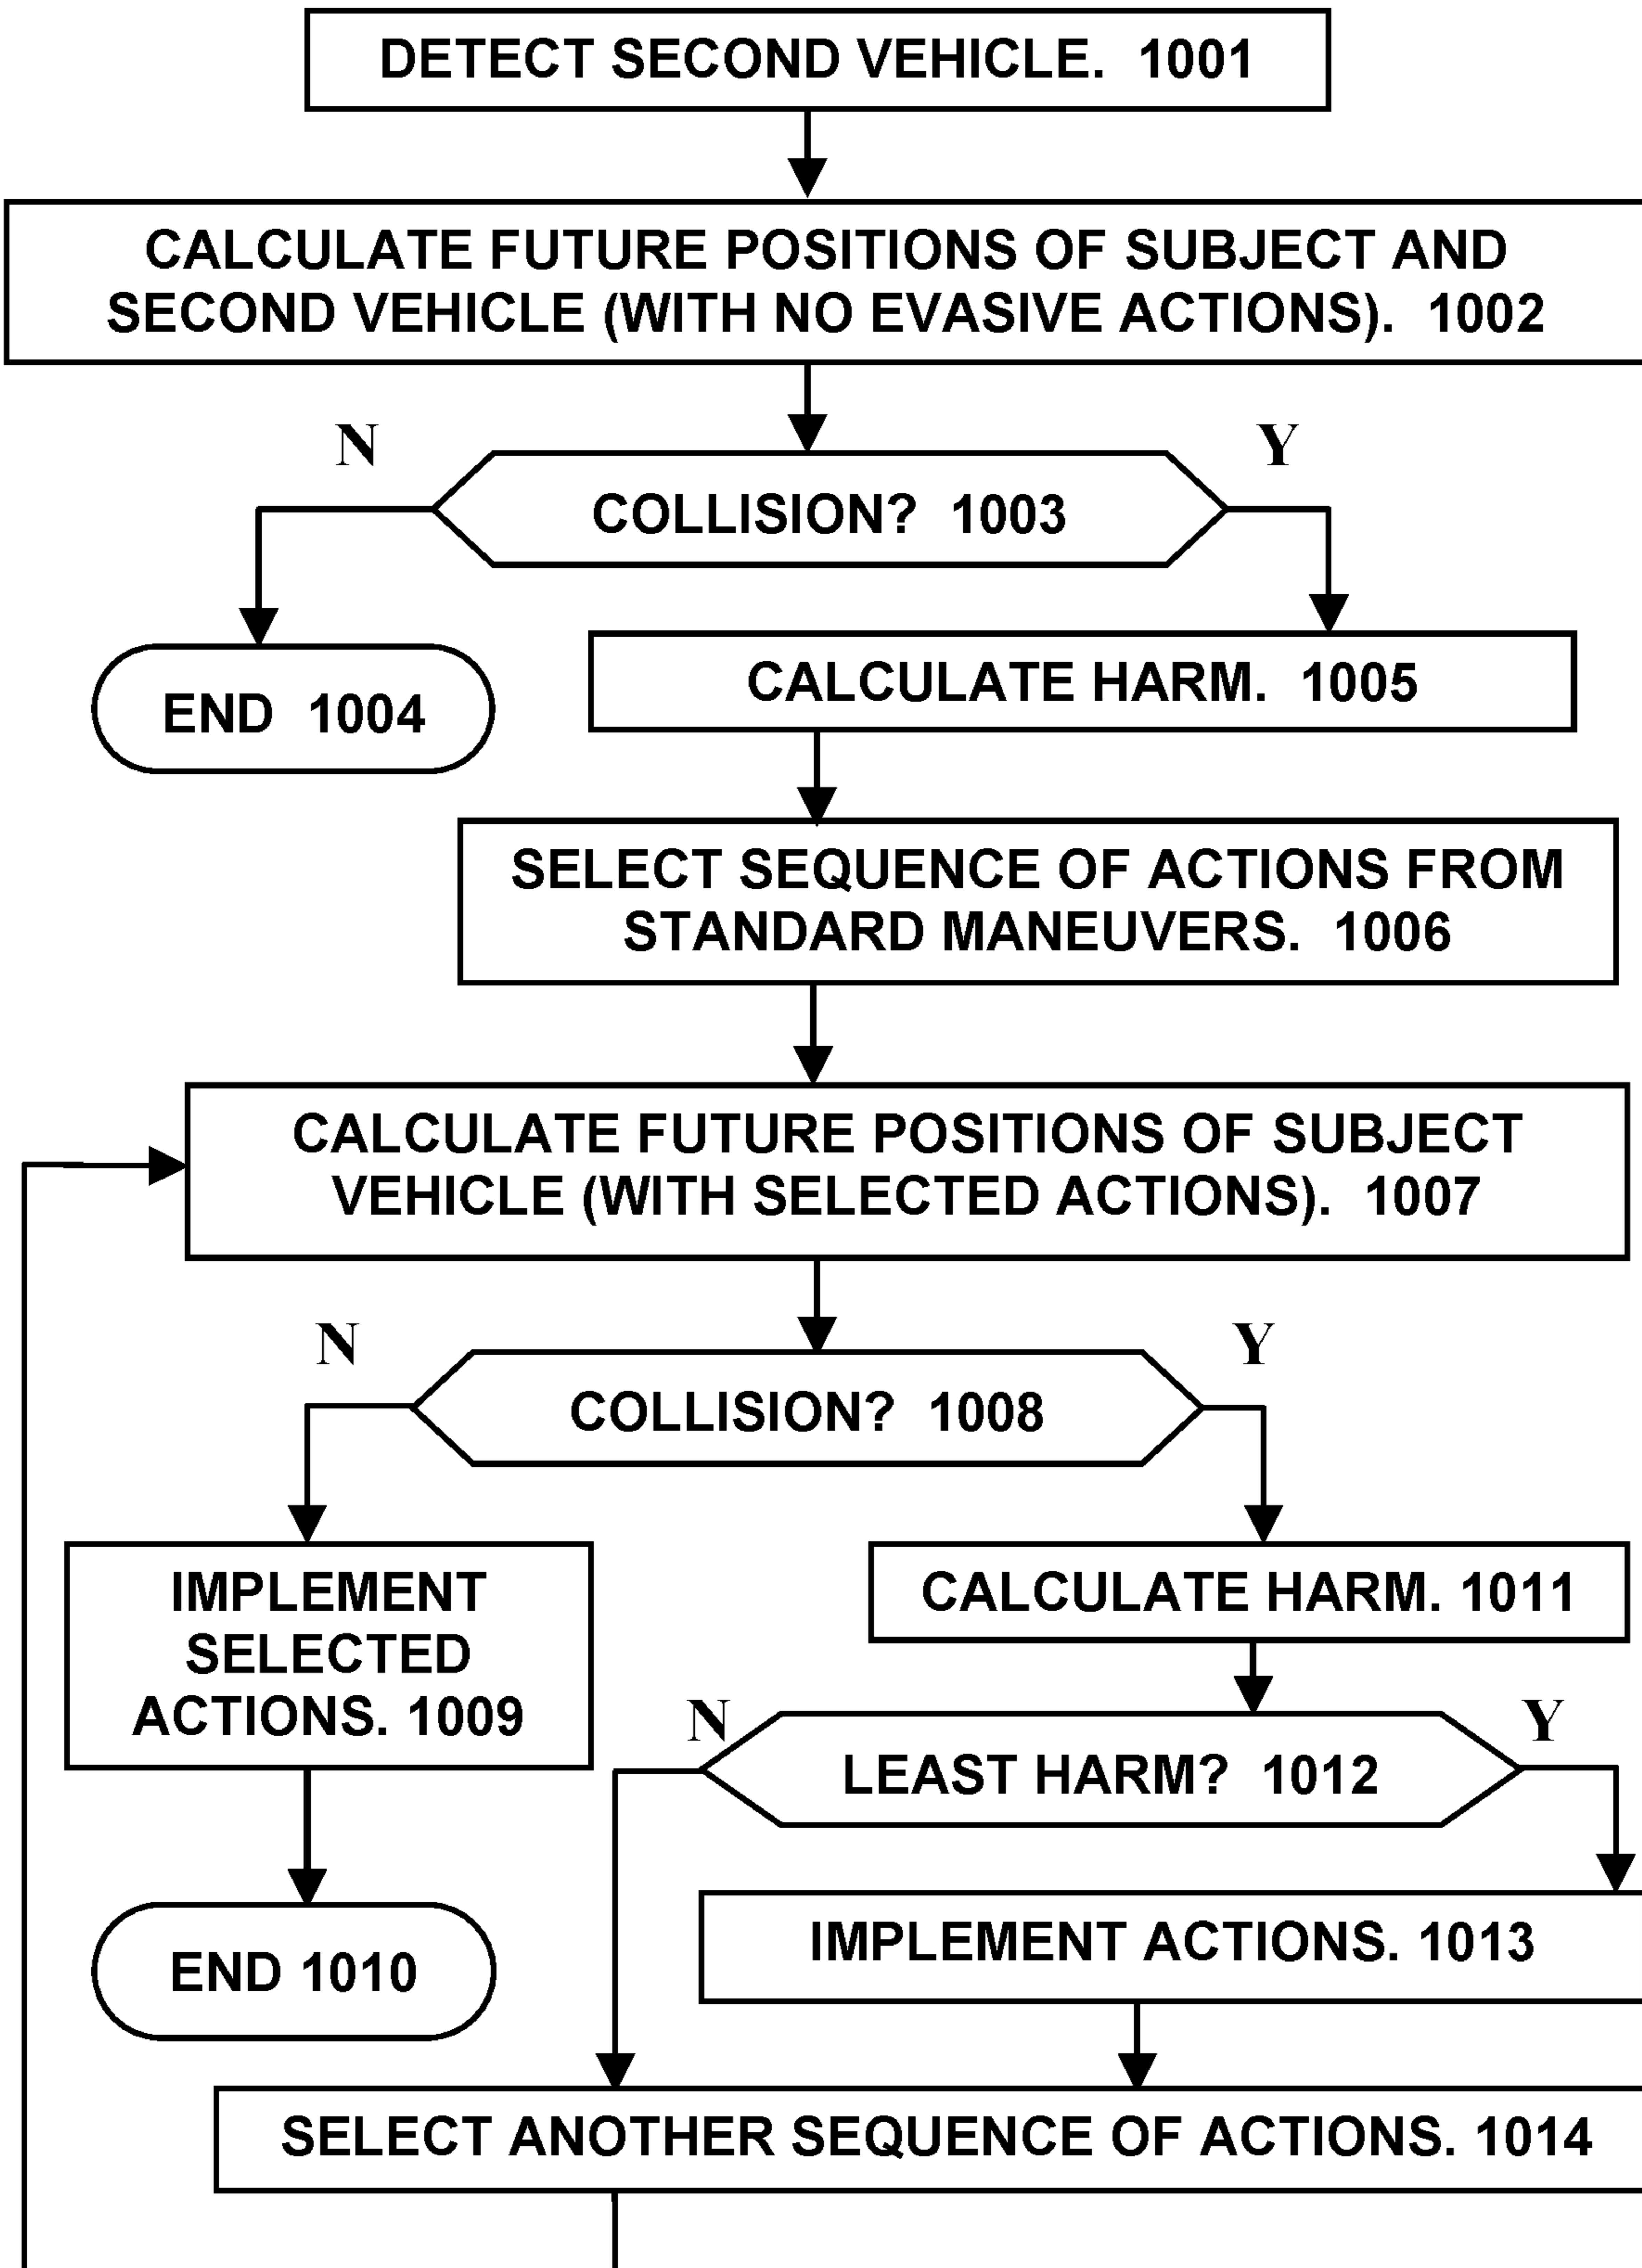 DETECT SECOND VEHICLE. 1001
CALCULATE FUTURE POSITIONS OF SUBJECT AND
SECOND VEHICLE (WITH NO EVASIVE ACTIONS). 1002
N
Y
COLLISION? 1003
END 1004
CALCULATE HARM. 1005
SELECT SEQUENCE OF ACTIONS FROM
STANDARD MANEUVERS. 1006
CALCULATE FUTURE POSITIONS OF SUBJECT
VEHICLE (WITH SELECTED ACTIONS). 1007
N
Y
COLLISION? 1008
IMPLEMENT
SELECTED
ACTIONS. 1009
END 1010
CALCULATE HARM. 1011
N
Y
LEAST HARM? 1012
IMPLEMENT ACTIONS. 1013
SELECT ANOTHER SEQUENCE OF ACTIONS. 1014